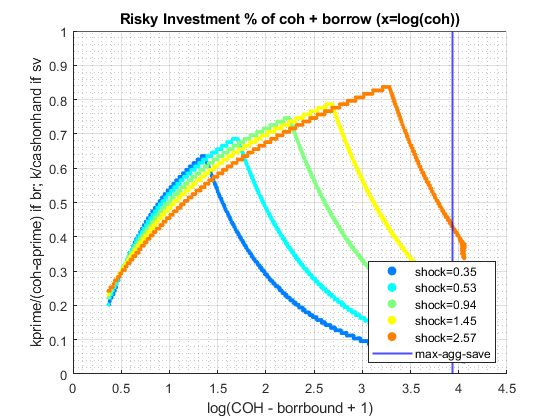 Risky Investment % of coh + borrow (x=log(coh))
kprime/(coh-aprime) if br; k/cashonhand if sv
1
0.9
0.8
0.7
0.6
0.5
0.4
0.3
0.2
0.1
0
0
0.5
1
1.5
2
2.5
3
3.5
4
4.5
shock=0.35
shock=0.53
shock=0.94
shock=1.45
shock=2.57
max-agg-save
log(COH - borrbound + 1)